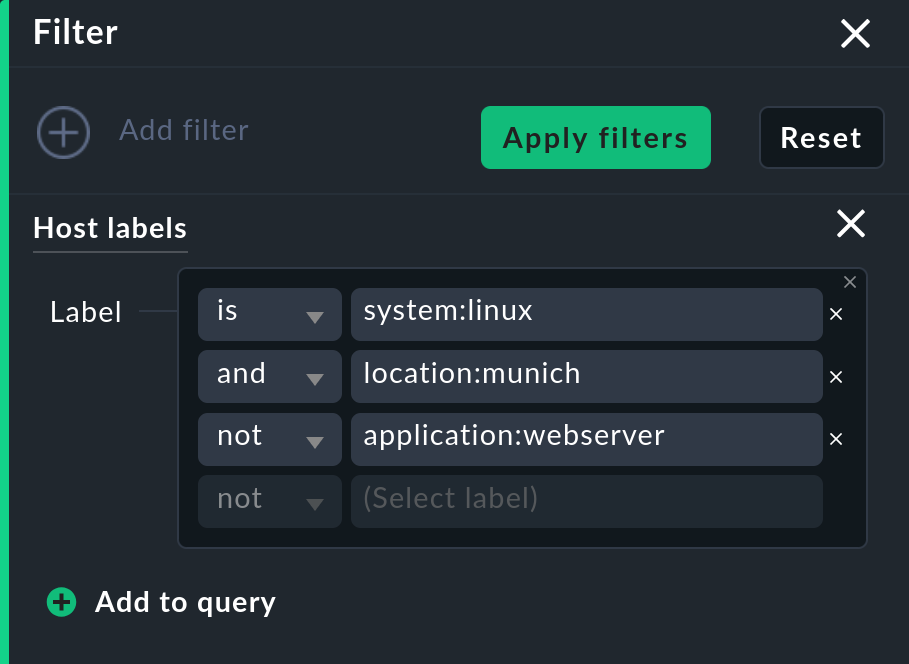 Filter
Add filter
Apply filters
Reset
Host labels
Label
is
system:linux
and
location:munich
not
application:webserver
not
(Select label)
Add to query